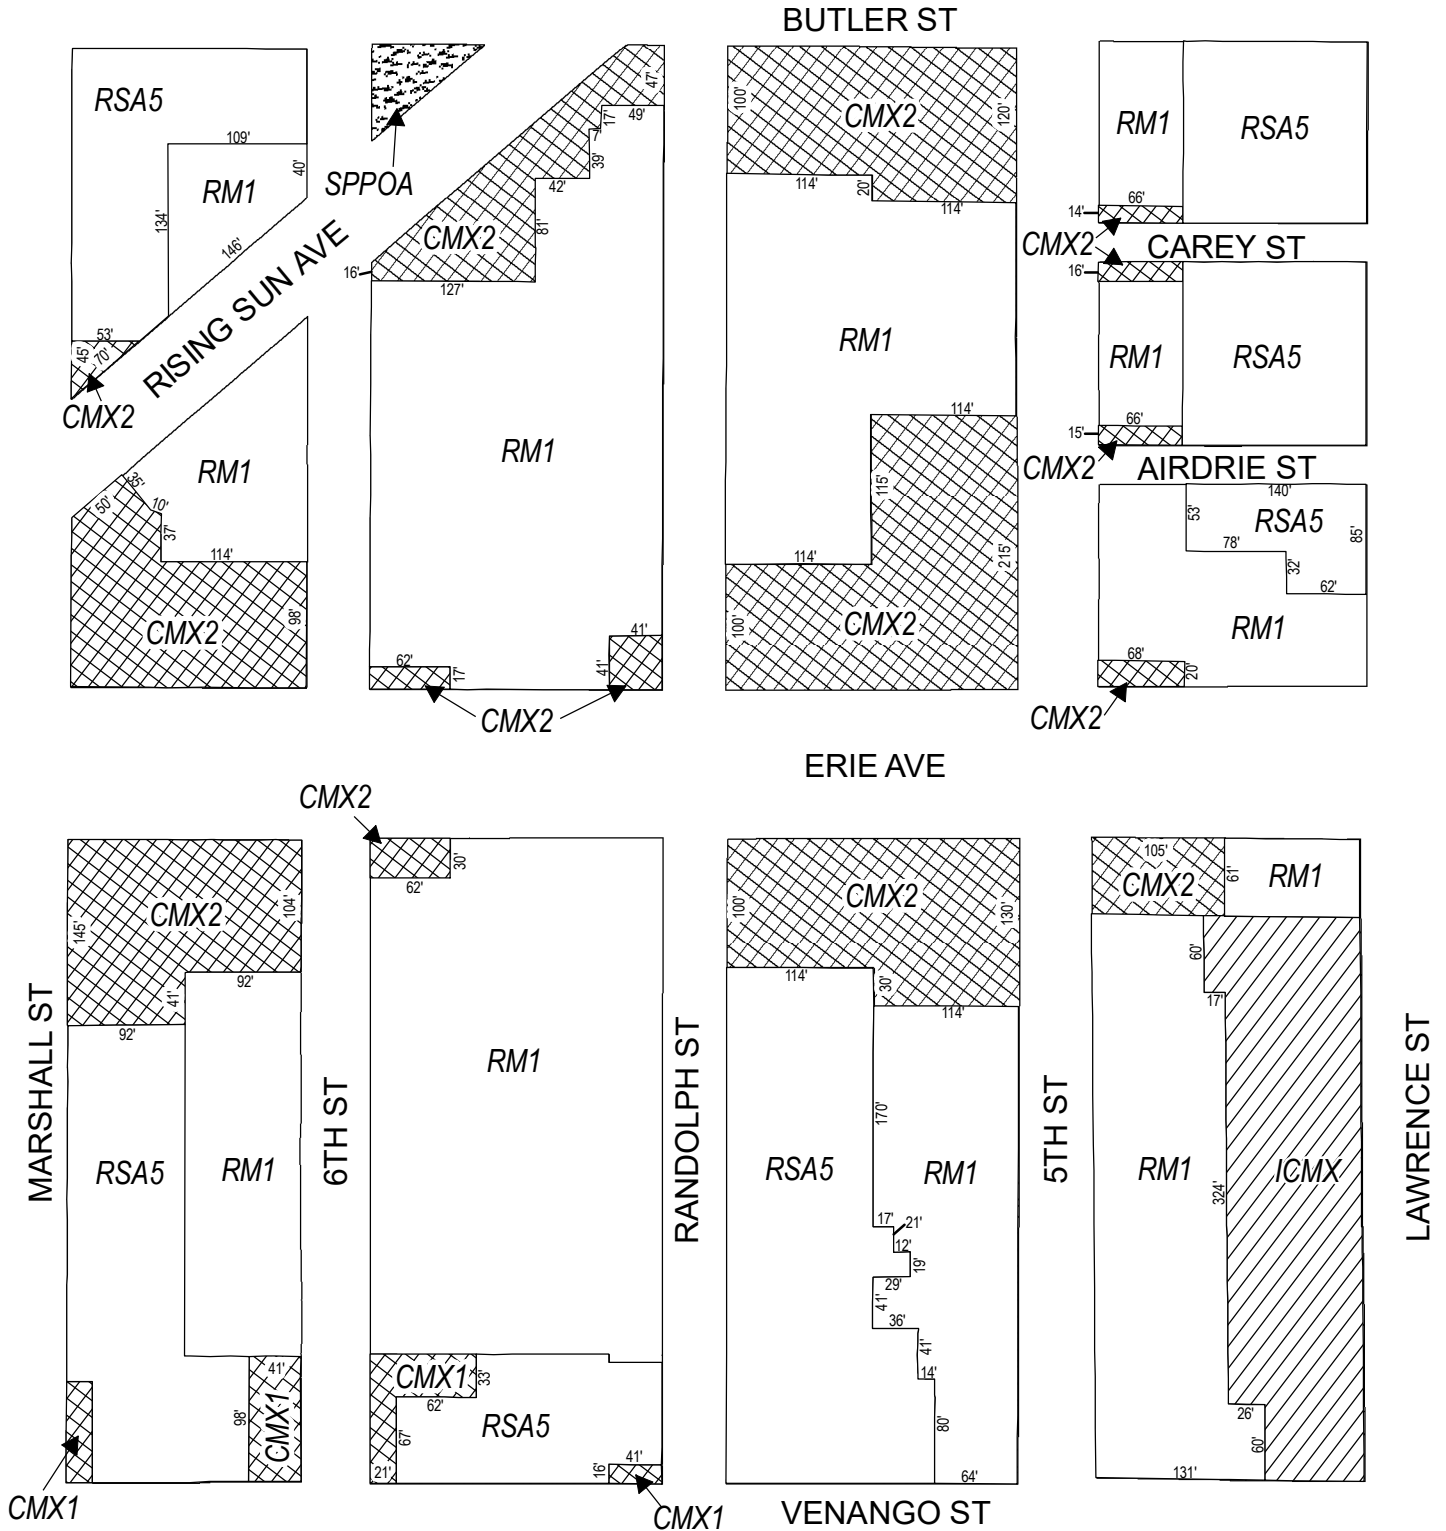 BUTLER ST
RSA5
109'
40'
RM1
134'
146'
53'
45'
70'
CMX2
RISING SUN AVE
SPPOA
47'
49'
17'
7'
39'
42'
81'
CMX2
16'
127'
RM1
100'
CMX2
120'
114'
20'
114'
RM1
114'
115'
114'
215'
100'
CMX2
RM1
RSA5
66'
14'
CMX2
CAREY ST
16'
RM1
RSA5
66'
15'
CMX2
AIRDRIE ST
140'
53'
RSA5
85'
78'
32'
62'
RM1
68'
20'
CMX2
RM1
35'
50'
10'
37'
114'
CMX2
98'
62'
17'
41'
41'
CMX2
ERIE AVE
CMX2
30'
62'
CMX2
145'
104'
92'
41'
92'
RSA5
RM1
41'
98'
CMX1
CMX1
MARSHALL ST
6TH ST
RM1
CMX1
33'
62'
67'
21'
RSA5
41'
16'
CMX1
RANDOLPH ST
100'
CMX2
130'
114'
30'
114'
170'
RSA5
RM1
17'
21'
12'
19'
29'
41'
36'
41'
14'
80'
64'
5TH ST
105'
CMX2
61'
RM1
60'
17'
RM1
324'
ICMX
26'
60'
131'
LAWRENCE ST
VENANGO ST